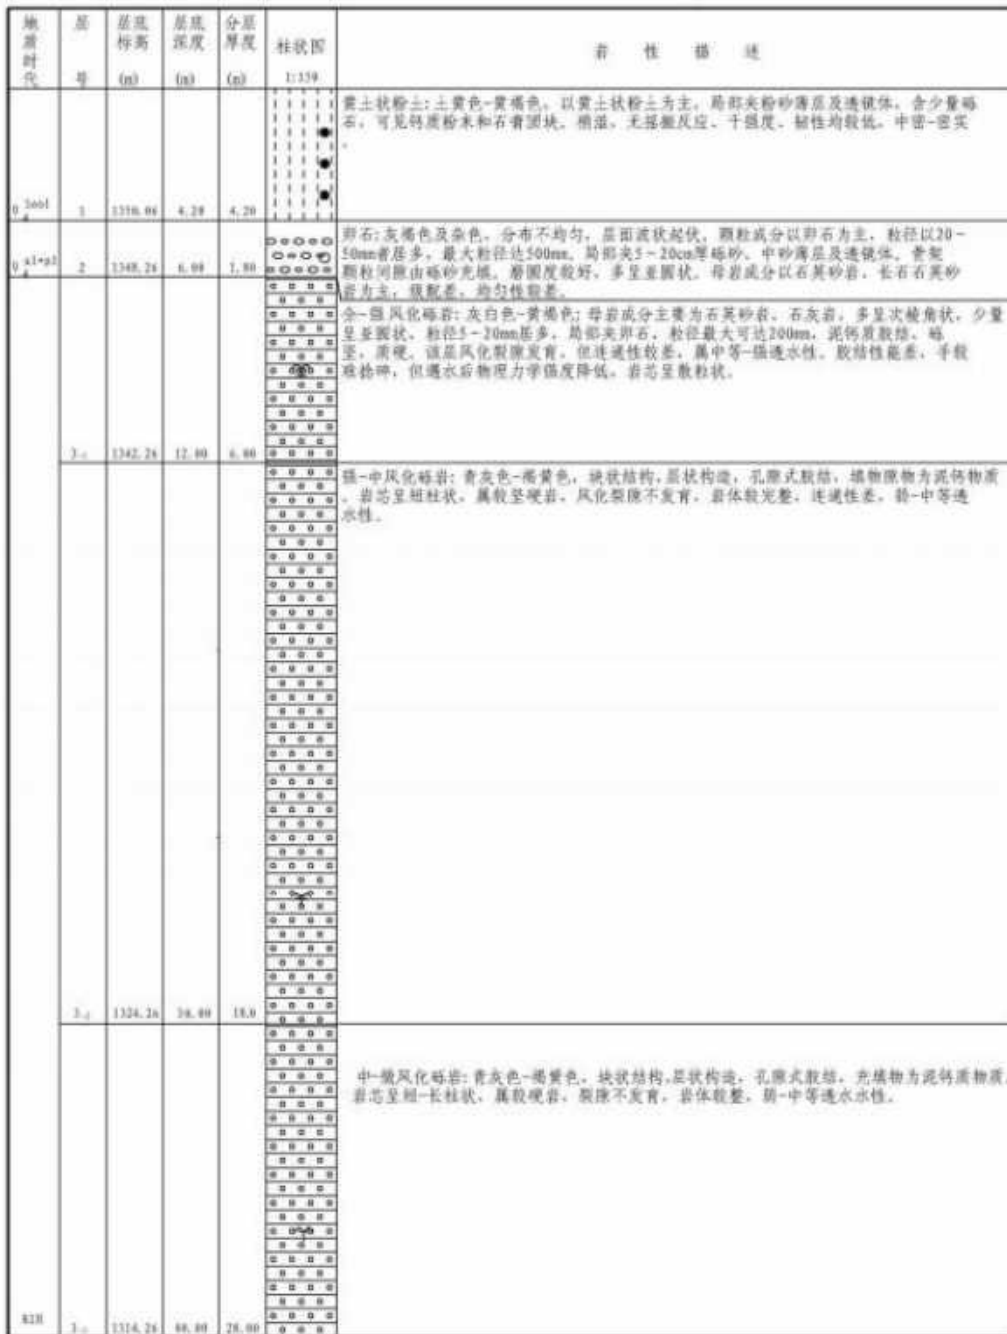 地质时代 层号 层底标高(m) 层底深度(m) 分层厚度(m) 柱状图 1:150 岩 性 描 述
黄土状粉土: 土黄色-黄褐色, 以黄土状粉土为主, 局部夹粉砂薄层及透镜体, 含少量砾
石, 可见钙质粉末和石膏团块, 稍湿, 无摇振反应、干强度、韧性均较低, 中密-密实
。
1 4.20 4.20
卵石: 灰褐色及杂色, 分布不均匀, 层面波状起伏, 颗粒成分以卵石为主, 粒径以20-
50mm者居多, 最大粒径达500mm, 局部夹5-20cm厚砾砂、中砂薄层及透镜体, 骨架
颗粒间隙由砾砂充填, 磨圆度较好, 多呈亚圆状, 母岩成分以石英砂岩, 长石石英砂
岩为主, 级配差, 均匀性较差。
2 1348.26 6.00 1.80
全-强风化砾岩: 灰白色-黄褐色; 母岩成分主要为石英砂岩、石灰岩, 多呈次棱角状, 少量
呈亚圆状, 粒径5-20mm居多, 局部夹卵石, 粒径最大可达200mm, 泥钙质胶结, 砾
坚, 质硬, 该层风化裂隙发育, 但连通性较差, 属中等-强透水性, 胶结性能差, 手较
难捻碎, 但遇水后物理力学强度降低, 岩芯呈散粒状。
1342.26 12.00 6.00
强-中风化砾岩: 青灰色-褐黄色, 块状结构, 层状构造, 孔隙式胶结, 填物隙物为泥钙物质
, 岩芯呈短柱状, 属较坚硬岩, 风化裂隙不发育, 岩体较完整, 连通性差, 弱-中等透
水性。
1324.26 18.0
中-微风化砾岩: 青灰色-褐黄色, 块状结构, 层状构造, 孔隙式胶结, 充填物为泥钙质物质,
岩芯呈短-长柱状, 属较硬岩, 裂隙不发育, 岩体较整, 弱-中等透水水性。
1314.26 20.00